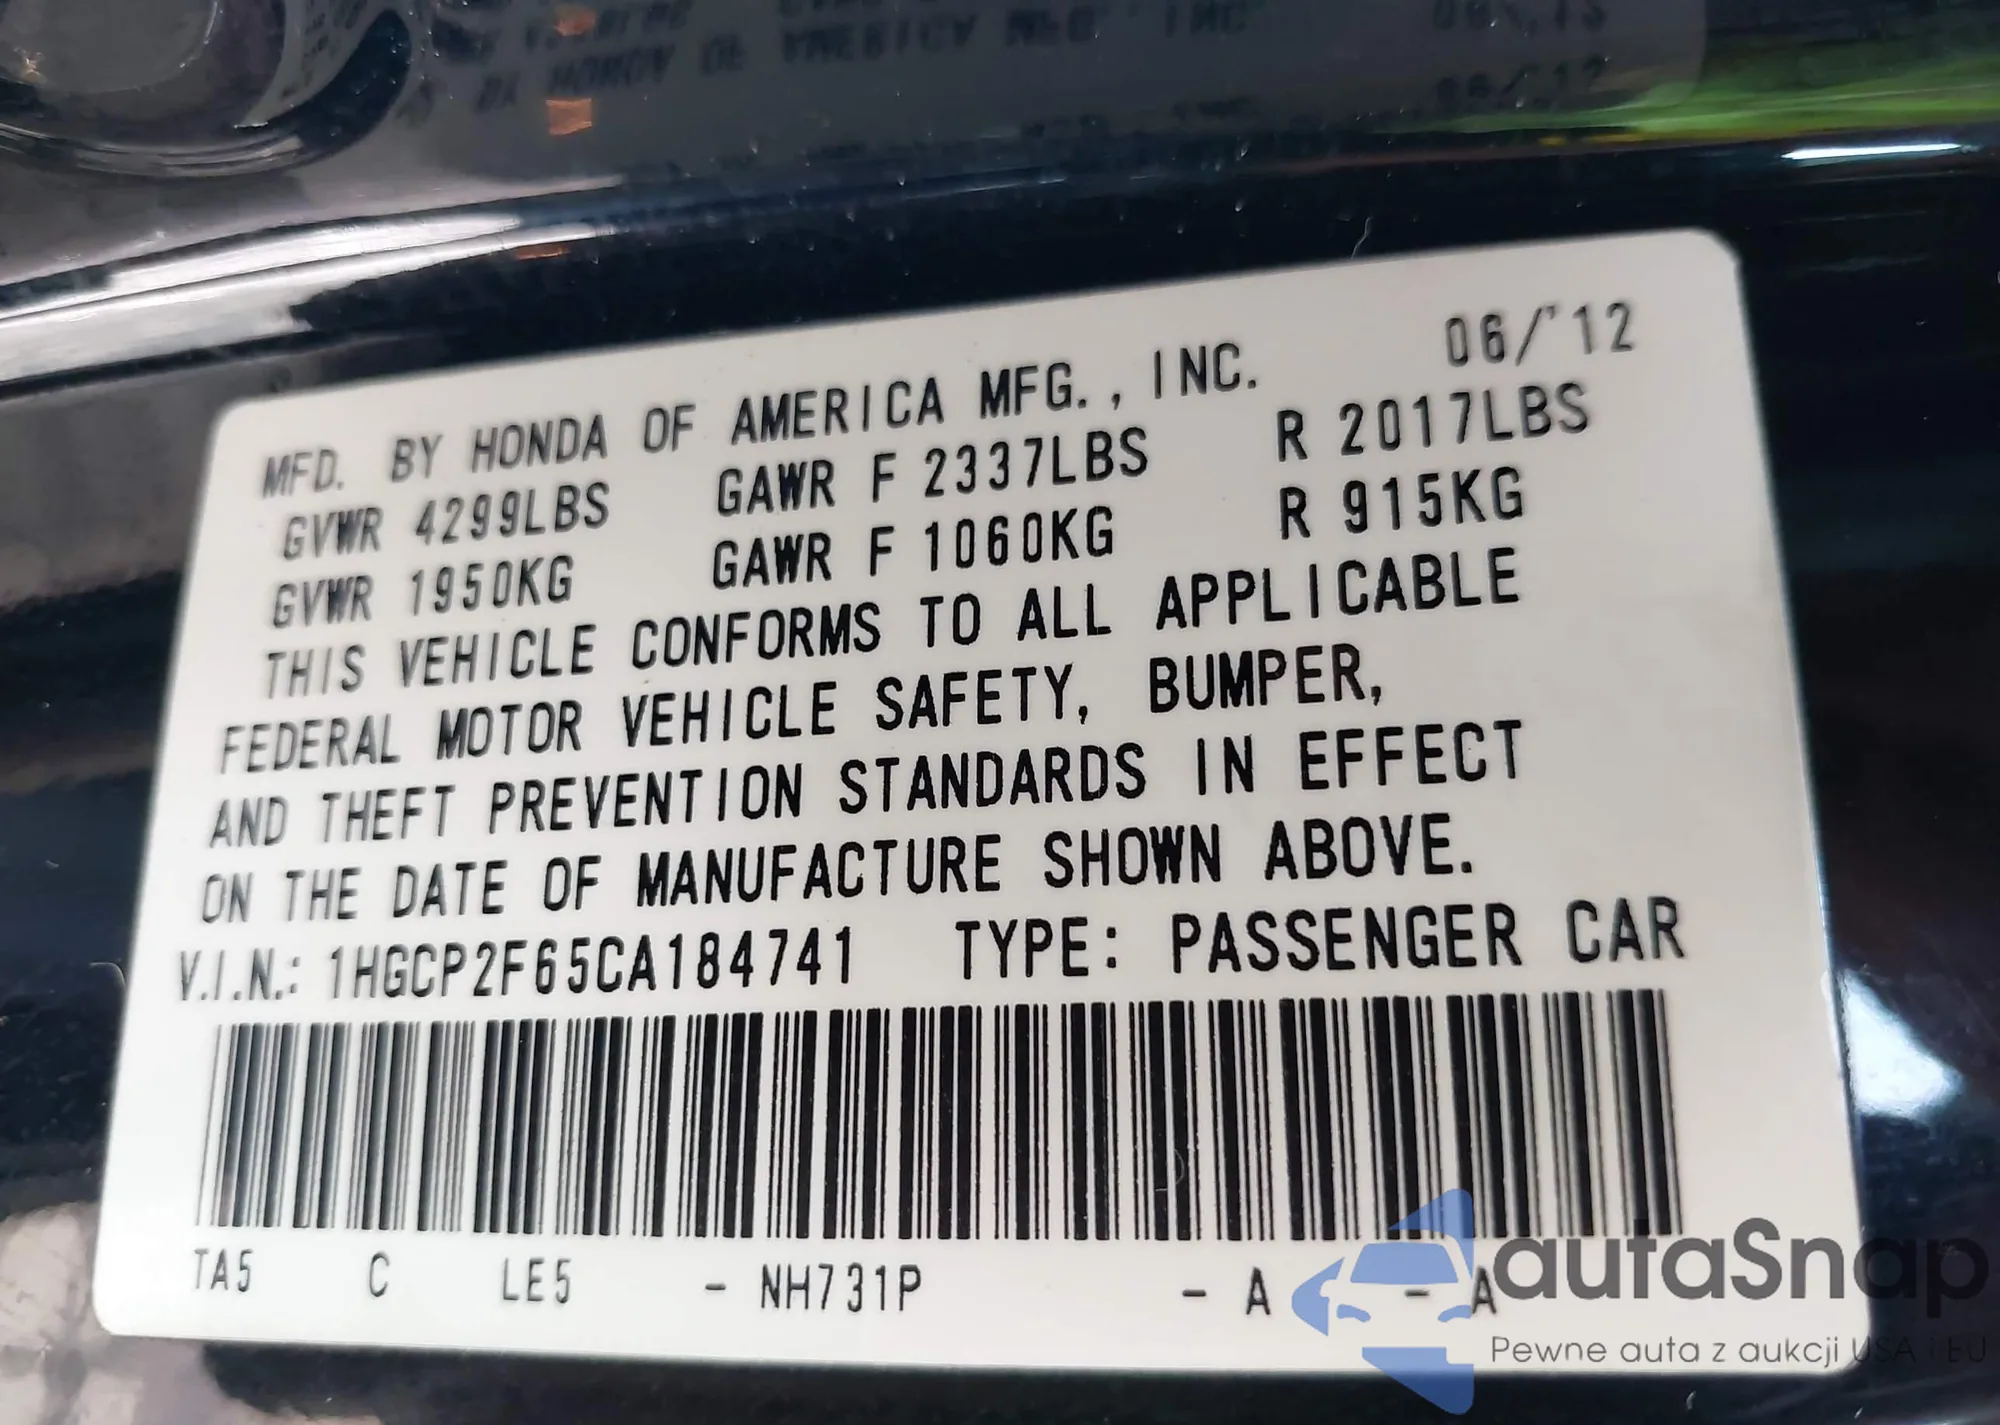 MFD. BY HONDA OF AMERICA MFG., INC. 06/'12
GVWR 4299LBS GAWR F 2337LBS R 2017LBS
GVWR 1950KG GAWR F 1060KG R 915KG
THIS VEHICLE CONFORMS TO ALL APPLICABLE
FEDERAL MOTOR VEHICLE SAFETY, BUMPER,
AND THEFT PREVENTION STANDARDS IN EFFECT
ON THE DATE OF MANUFACTURE SHOWN ABOVE.
V.I.N.: 1HGCP2F65CA184741 TYPE: PASSENGER CAR
TA5 C LE5 - NH731P - A - A
autaSnap
Pewne auta z aukcji USA i EU